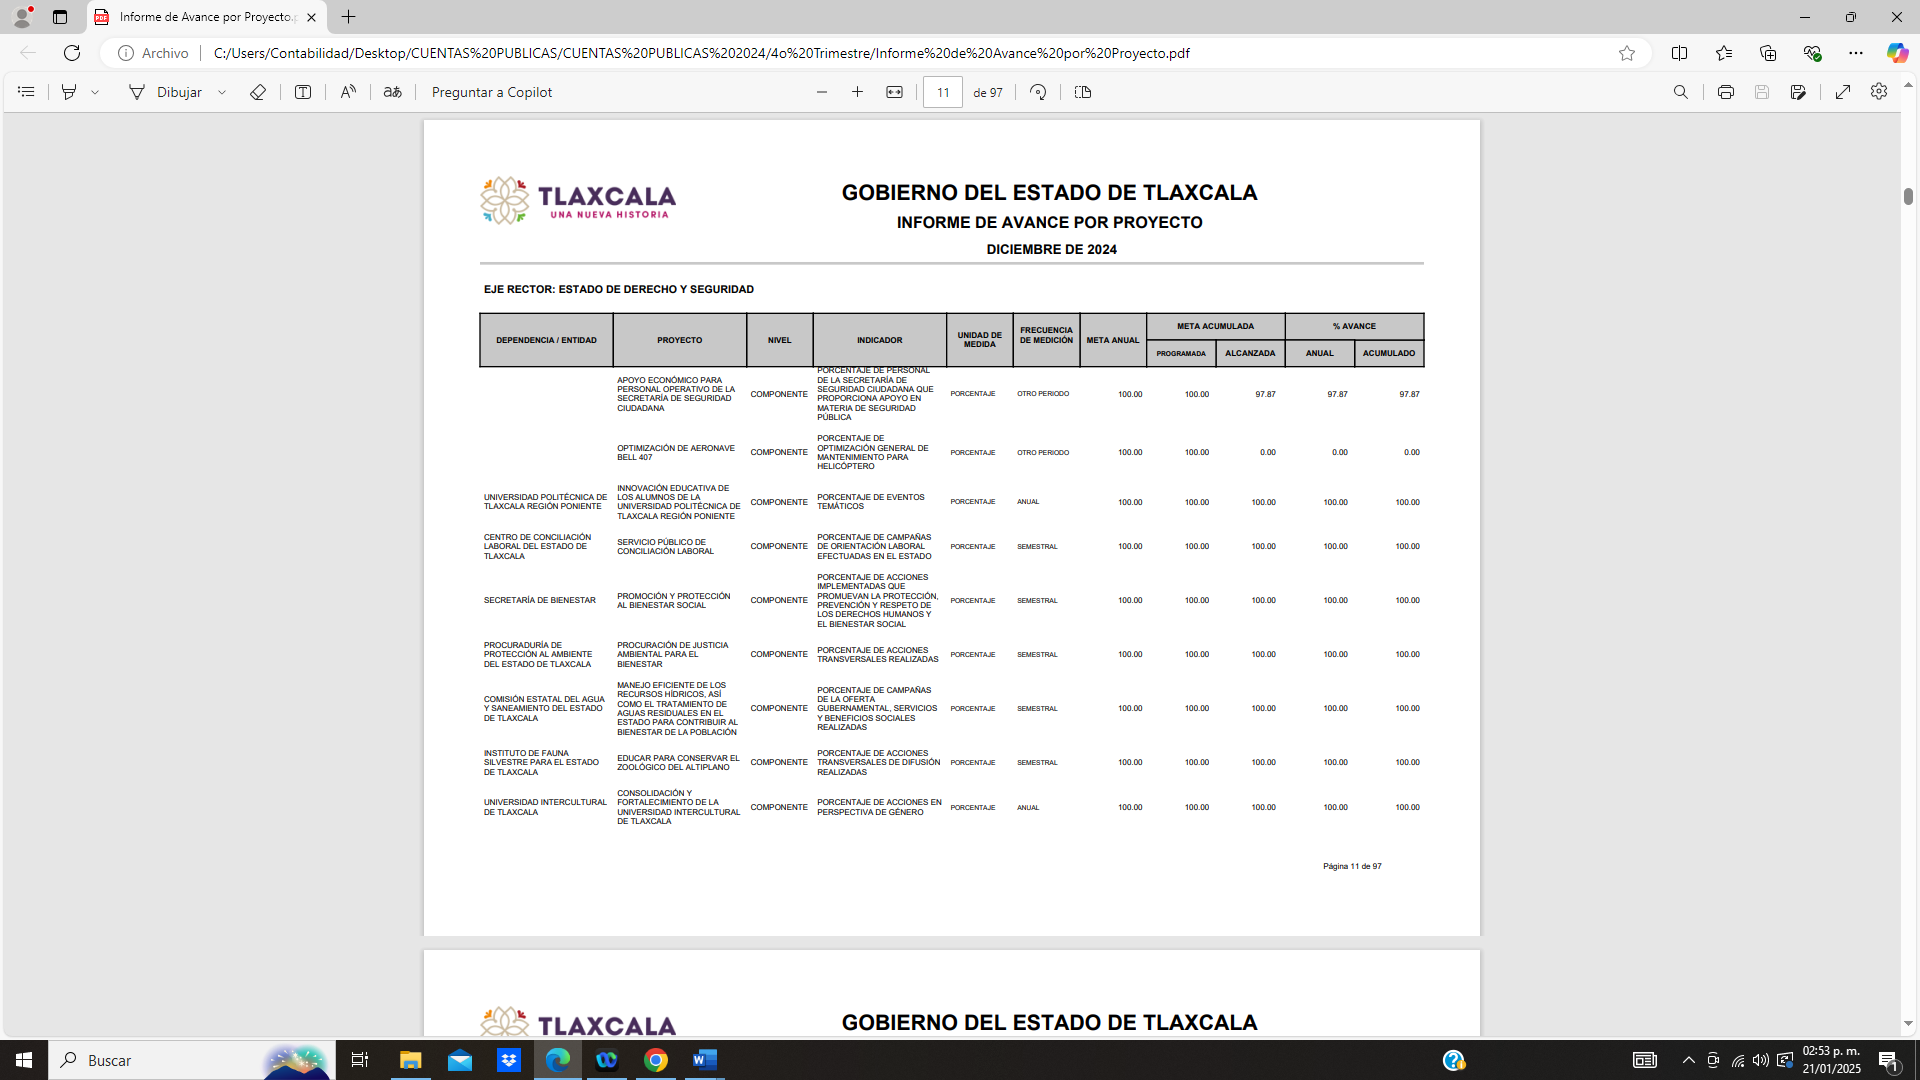 Informe de Avance por Proyecto.p
Archivo
C:/Users/Contabilidad/Desktop/CUENTAS%20PUBLICAS/CUENTAS%20PUBLICAS%202024/4o%20Trimestre/Informe%20de%20Avance%20por%20Proyecto.pdf
Dibujar
Preguntar a Copilot
11 de 97
TLAXCALA
UNA NUEVA HISTORIA
GOBIERNO DEL ESTADO DE TLAXCALA
INFORME DE AVANCE POR PROYECTO
DICIEMBRE DE 2024
EJE RECTOR: ESTADO DE DERECHO Y SEGURIDAD
DEPENDENCIA / ENTIDAD
PROYECTO
NIVEL
INDICADOR
UNIDAD DE
MEDIDA
FRECUENCIA
DE MEDICIÓN
META ANUAL
META ACUMULADA
PROGRAMADA
ALCANZADA
% AVANCE
ANUAL
ACUMULADO
APOYO ECONÓMICO PARA
PERSONAL OPERATIVO DE LA
SECRETARÍA DE SEGURIDAD
CIUDADANA
COMPONENTE
PORCENTAJE DE PERSONAL
DE LA SECRETARÍA DE
SEGURIDAD CIUDADANA QUE
PROPORCIONA APOYO EN
MATERIA DE SEGURIDAD
PÚBLICA
PORCENTAJE
OTRO PERIODO
100.00 100.00 97.87 97.87 97.87
OPTIMIZACIÓN DE AERONAVE
BELL 407
COMPONENTE
PORCENTAJE DE
OPTIMIZACIÓN GENERAL DE
MANTENIMIENTO PARA
HELICÓPTERO
PORCENTAJE
OTRO PERIODO
100.00 100.00 0.00 0.00 0.00
UNIVERSIDAD POLITÉCNICA DE
TLAXCALA REGIÓN PONIENTE
INNOVACIÓN EDUCATIVA DE
LOS ALUMNOS DE LA
UNIVERSIDAD POLITÉCNICA DE
TLAXCALA REGIÓN PONIENTE
COMPONENTE
PORCENTAJE DE EVENTOS
TEMÁTICOS
PORCENTAJE
ANUAL
100.00 100.00 100.00 100.00 100.00
CENTRO DE CONCILIACIÓN
LABORAL DEL ESTADO DE
TLAXCALA
SERVICIO PÚBLICO DE
CONCILIACIÓN LABORAL
COMPONENTE
PORCENTAJE DE CAMPAÑAS
DE ORIENTACIÓN LABORAL
EFECTUADAS EN EL ESTADO
PORCENTAJE
SEMESTRAL
100.00 100.00 100.00 100.00 100.00
SECRETARÍA DE BIENESTAR
PROMOCIÓN Y PROTECCIÓN
AL BIENESTAR SOCIAL
COMPONENTE
PORCENTAJE DE ACCIONES
IMPLEMENTADAS QUE
PROMUEVAN LA PROTECCIÓN,
PREVENCIÓN Y RESPETO DE
LOS DERECHOS HUMANOS Y
EL BIENESTAR SOCIAL
PORCENTAJE
SEMESTRAL
100.00 100.00 100.00 100.00 100.00
PROCURADURÍA DE
PROTECCIÓN AL AMBIENTE
DEL ESTADO DE TLAXCALA
PROCURACIÓN DE JUSTICIA
AMBIENTAL PARA EL
BIENESTAR
COMPONENTE
PORCENTAJE DE ACCIONES
TRANSVERSALES REALIZADAS
PORCENTAJE
SEMESTRAL
100.00 100.00 100.00 100.00 100.00
COMISIÓN ESTATAL DEL AGUA
Y SANEAMIENTO DEL ESTADO
DE TLAXCALA
MANEJO EFICIENTE DE LOS
RECURSOS HÍDRICOS, ASÍ
COMO EL TRATAMIENTO DE
AGUAS RESIDUALES EN EL
ESTADO PARA CONTRIBUIR AL
BIENESTAR DE LA POBLACIÓN
COMPONENTE
PORCENTAJE DE CAMPAÑAS
DE LA OFERTA
GUBERNAMENTAL, SERVICIOS
Y BENEFICIOS SOCIALES
REALIZADAS
PORCENTAJE
SEMESTRAL
100.00 100.00 100.00 100.00 100.00
INSTITUTO DE FAUNA
SILVESTRE PARA EL ESTADO
DE TLAXCALA
EDUCAR PARA CONSERVAR EL
ZOOLÓGICO DEL ALTIPLANO
COMPONENTE
PORCENTAJE DE ACCIONES
TRANSVERSALES DE DIFUSIÓN
REALIZADAS
PORCENTAJE
SEMESTRAL
100.00 100.00 100.00 100.00 100.00
UNIVERSIDAD INTERCULTURAL
DE TLAXCALA
CONSOLIDACIÓN Y
FORTALECIMIENTO DE LA
UNIVERSIDAD INTERCULTURAL
DE TLAXCALA
COMPONENTE
PORCENTAJE DE ACCIONES EN
PERSPECTIVA DE GÉNERO
PORCENTAJE
ANUAL
100.00 100.00 100.00 100.00 100.00
Página 11 de 97
TLAXCALA
GOBIERNO DEL ESTADO DE TLAXCALA
Buscar
02:53 p. m.
21/01/2025
1